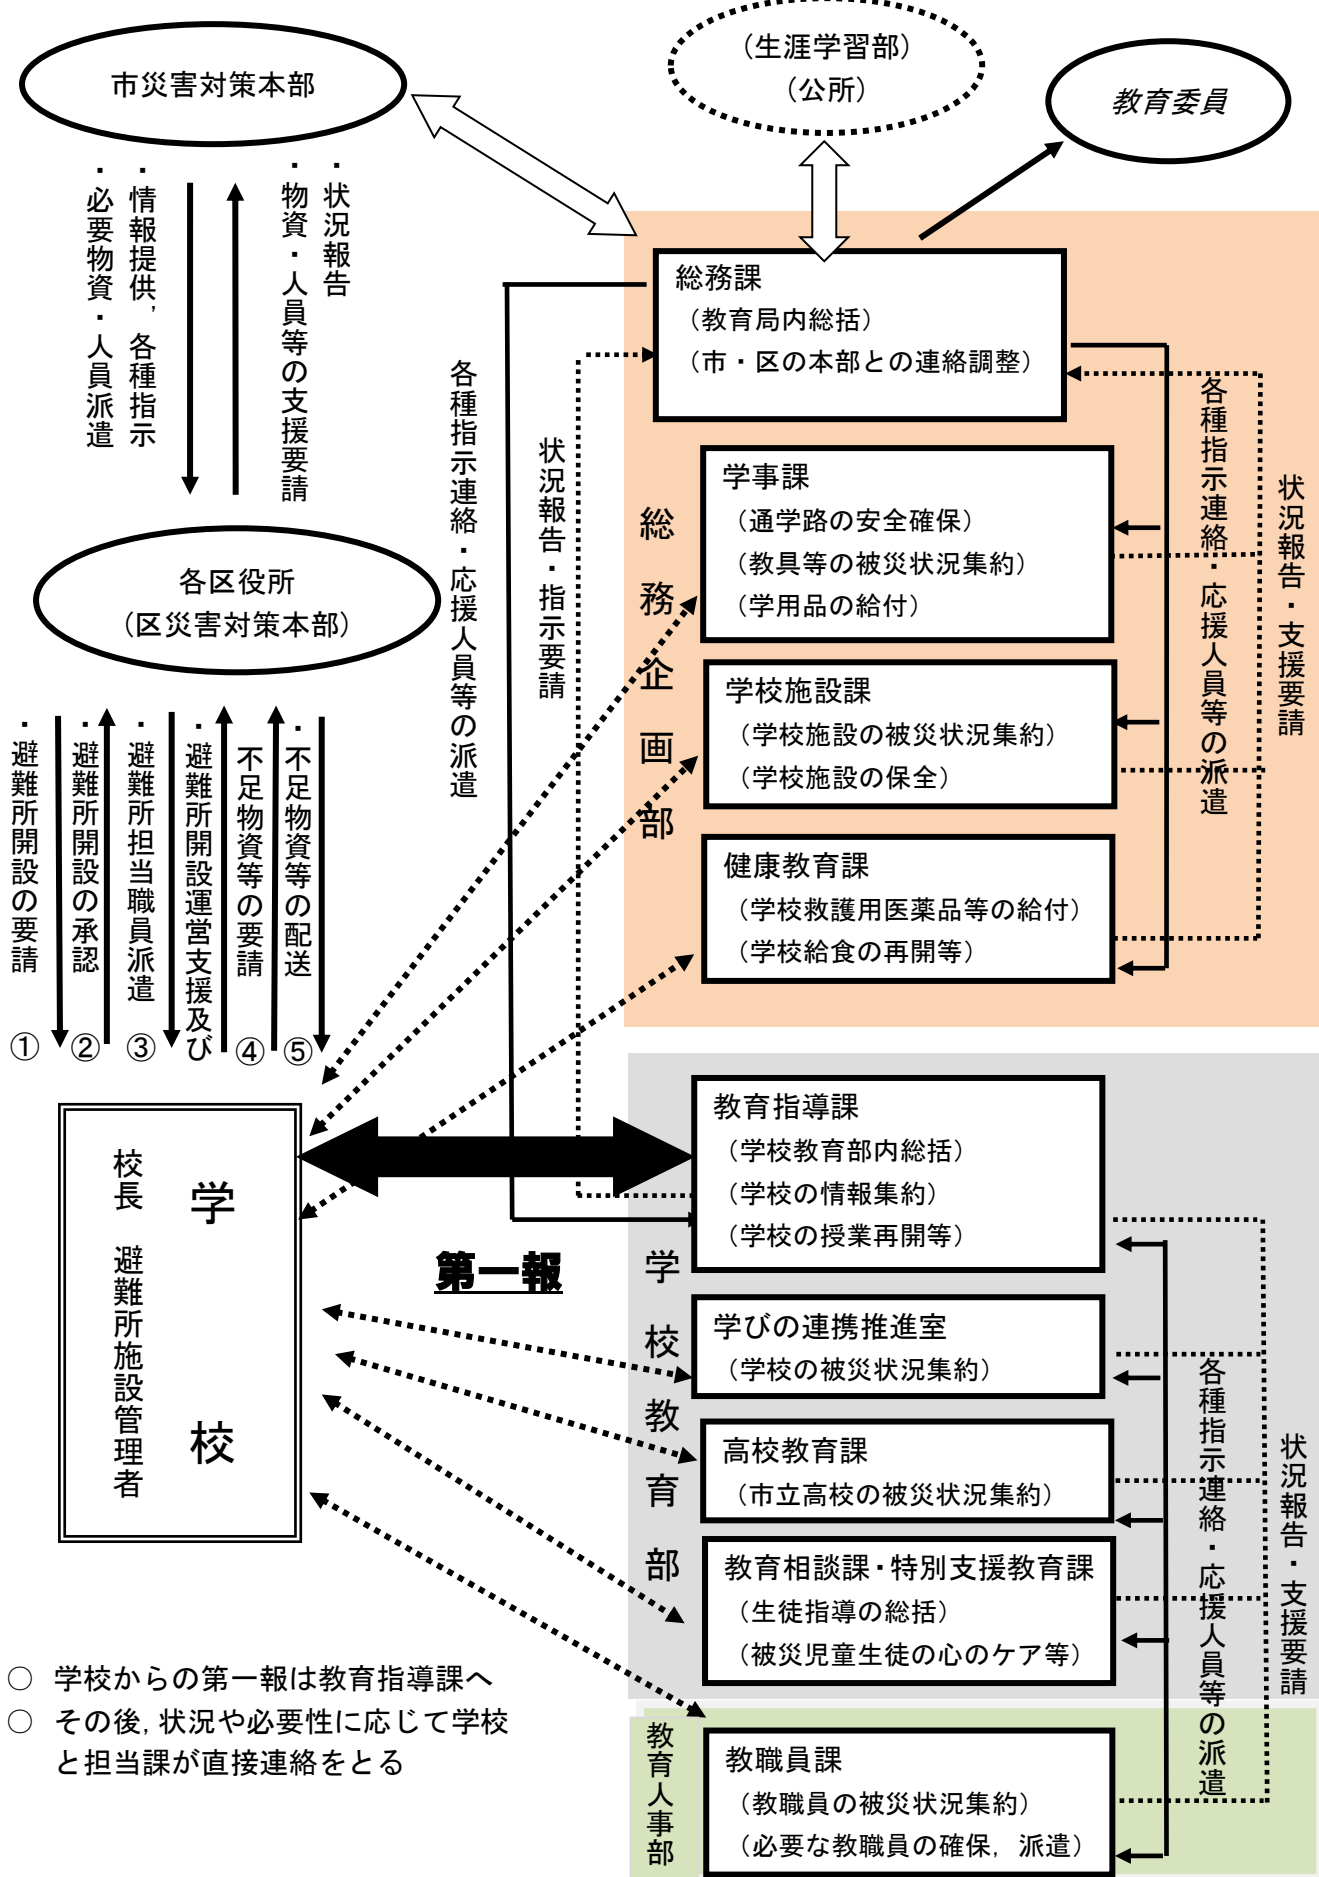 市災害対策本部
（生涯学習部）
（公所）
教育委員
・必要物資・人員派遣
・情報提供，各種指示
・物資・人員等の支援要請
・状況報告
各区役所
（区災害対策本部）
・避難所開設の要請
①
・避難所開設の承認
②
・避難所担当職員派遣
③
・避難所開設運営支援及び
不足物資等の要請
④
・不足物資等の配送
⑤
学　校
校長　避難所施設管理者
各種指示連絡・応援人員等の派遣
状況報告・指示要請
第一報
総務企画部
総務課
（教育局内総括）
（市・区の本部との連絡調整）
学事課
（通学路の安全確保）
（教具等の被災状況集約）
（学用品の給付）
学校施設課
（学校施設の被災状況集約）
（学校施設の保全）
健康教育課
（学校救護用医薬品等の給付）
（学校給食の再開等）
各種指示連絡・応援人員等の派遣
状況報告・支援要請
学校教育部
教育指導課
（学校教育部内総括）
（学校の情報集約）
（学校の授業再開等）
学びの連携推進室
（学校の被災状況集約）
高校教育課
（市立高校の被災状況集約）
教育相談課・特別支援教育課
（生徒指導の総括）
（被災児童生徒の心のケア等）
教育人事部
教職員課
（教職員の被災状況集約）
（必要な教職員の確保，派遣）
各種指示連絡・応援人員等の派遣
状況報告・支援要請
○　学校からの第一報は教育指導課へ
○　その後，状況や必要性に応じて学校
と担当課が直接連絡をとる